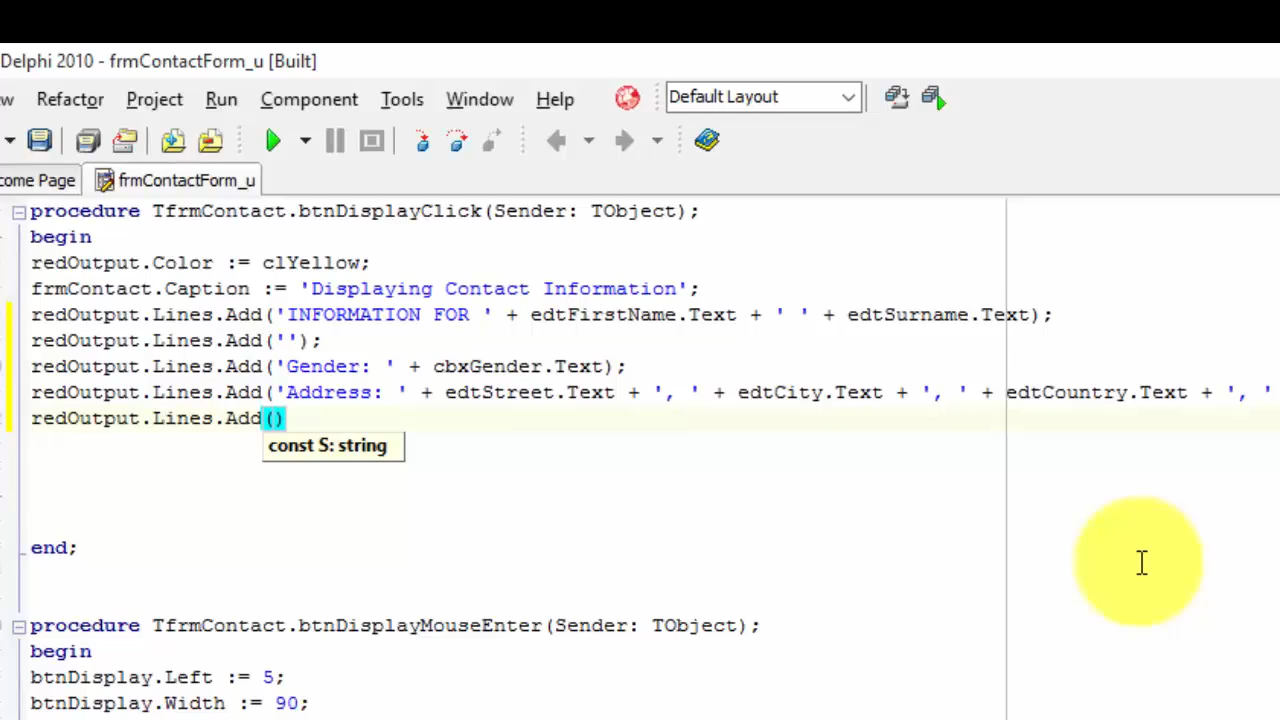 Delphi 2010 - frmContactForm_u [Built]
w Refactor Project Run Component Tools Window Help Default Layout
come Page frmContactForm_u
procedure TfrmContact.btnDisplayClick(Sender: TObject);
begin
redOutput.Color := clYellow;
frmContact.Caption := 'Displaying Contact Information';
redOutput.Lines.Add('INFORMATION FOR ' + edtFirstName.Text + ' ' + edtSurname.Text);
redOutput.Lines.Add('');
redOutput.Lines.Add('Gender: ' + cbxGender.Text);
redOutput.Lines.Add('Address: ' + edtStreet.Text + ', ' + edtCity.Text + ', ' + edtCountry.Text + ', '
redOutput.Lines.Add()
const S: string
end;
procedure TfrmContact.btnDisplayMouseEnter(Sender: TObject);
begin
btnDisplay.Left := 5;
btnDisplay.Width := 90;